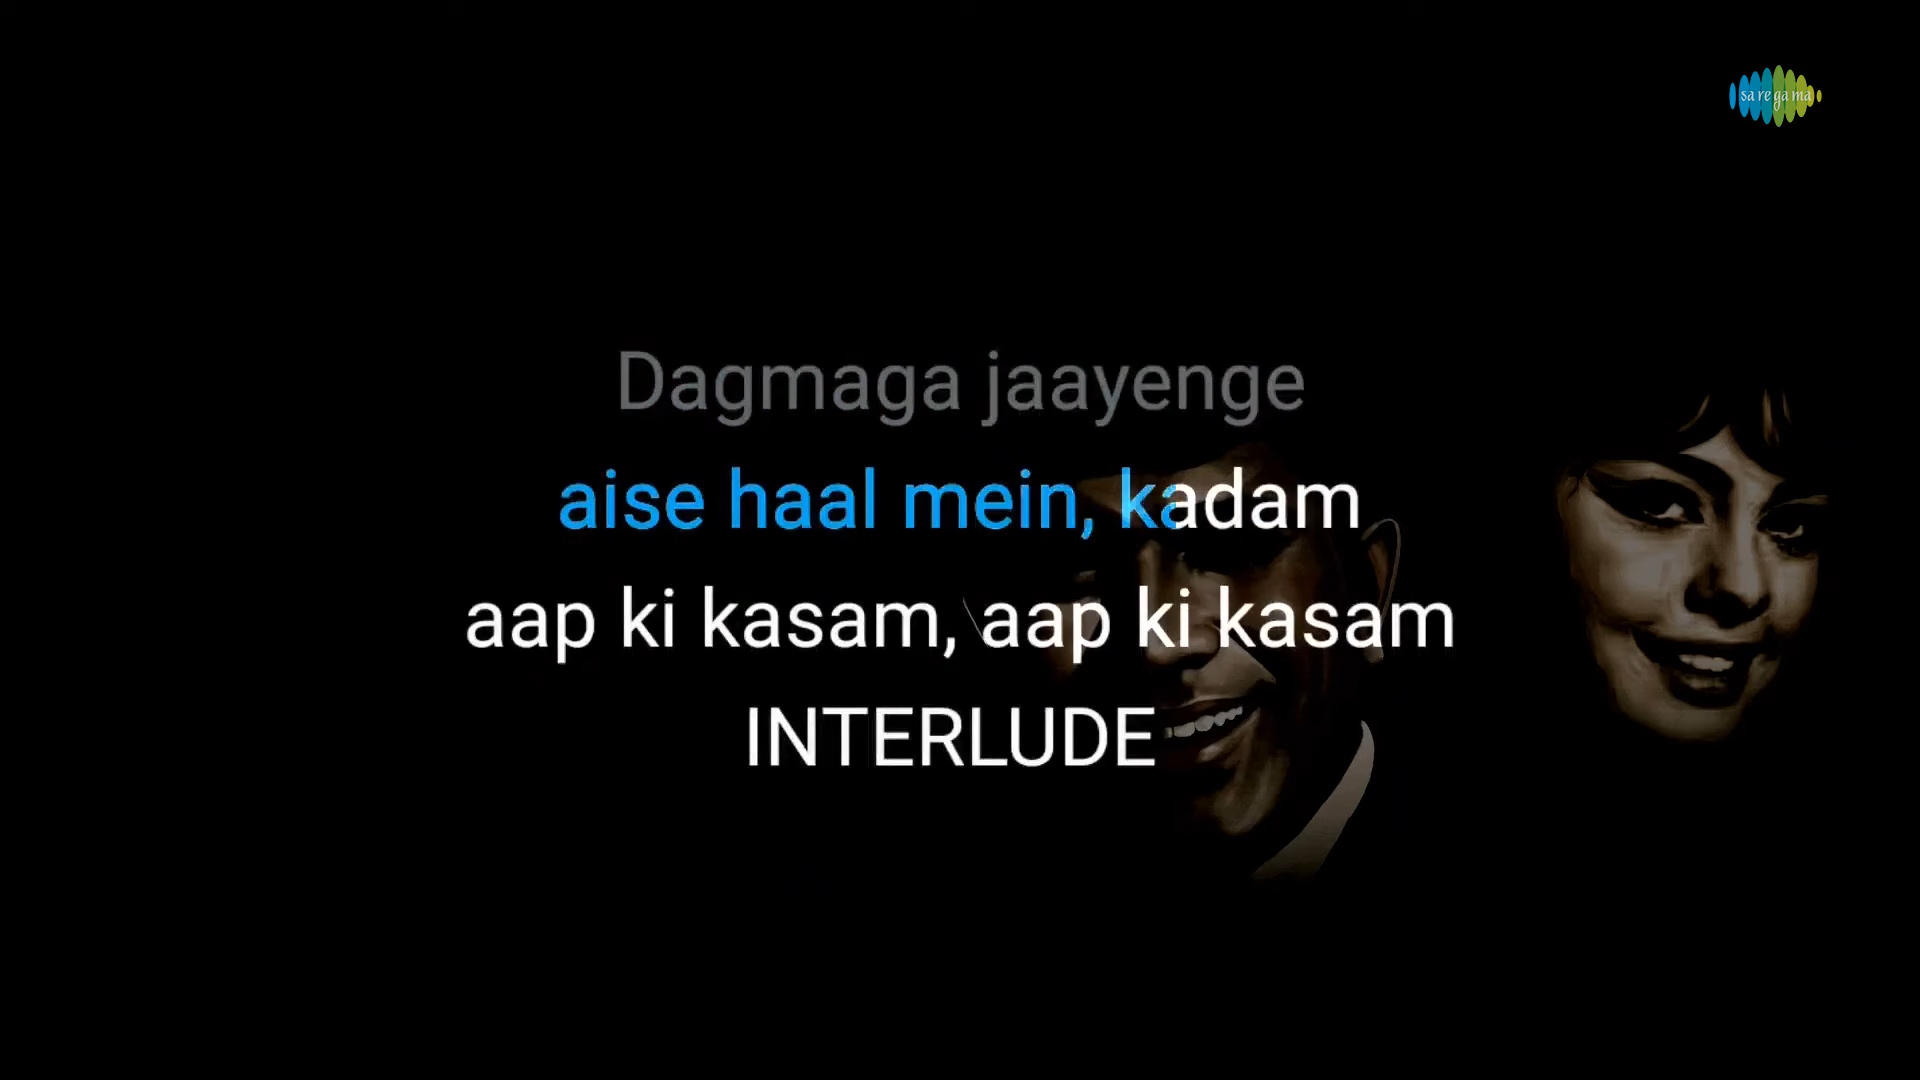 sa re ga ma
Dagmaga jaayenge
aise haal mein, kadam
aap ki kasam, aap ki kasam
INTERLUDE